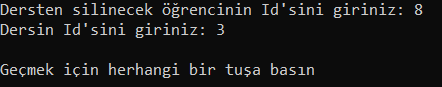 Dersten silinecek öğrencinin Id'sini giriniz: 8
Dersin Id'sini giriniz: 3
Geçmek için herhangi bir tuşa basın